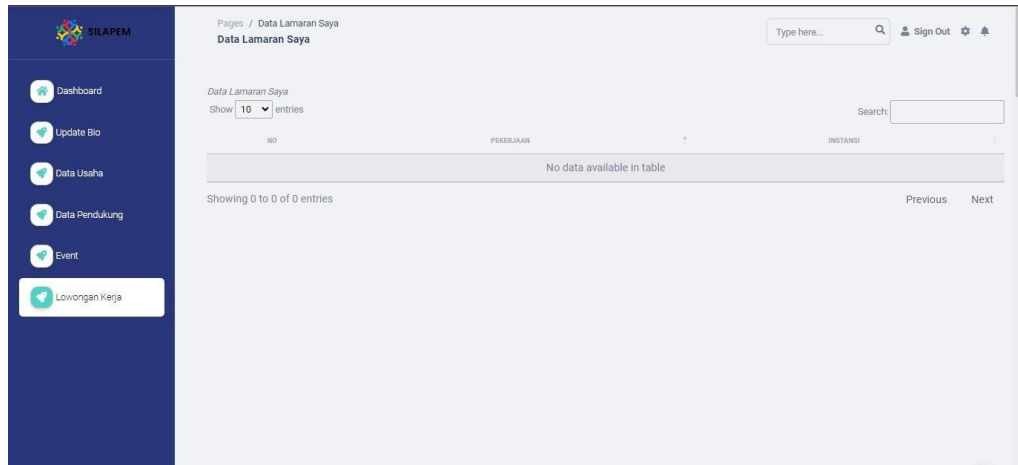 SILAPEM
Dashboard
Update Bio
Data Usaha
Data Pendukung
Event
Lowongan Kerja
Pages / Data Lamaran Saya
Data Lamaran Saya
Type here...
Sign Out
Data Lamaran Saya
Show 10 entries
Search:
NO PEKERJAAN INSTANSI
No data available in table
Showing 0 to 0 of 0 entries
Previous Next